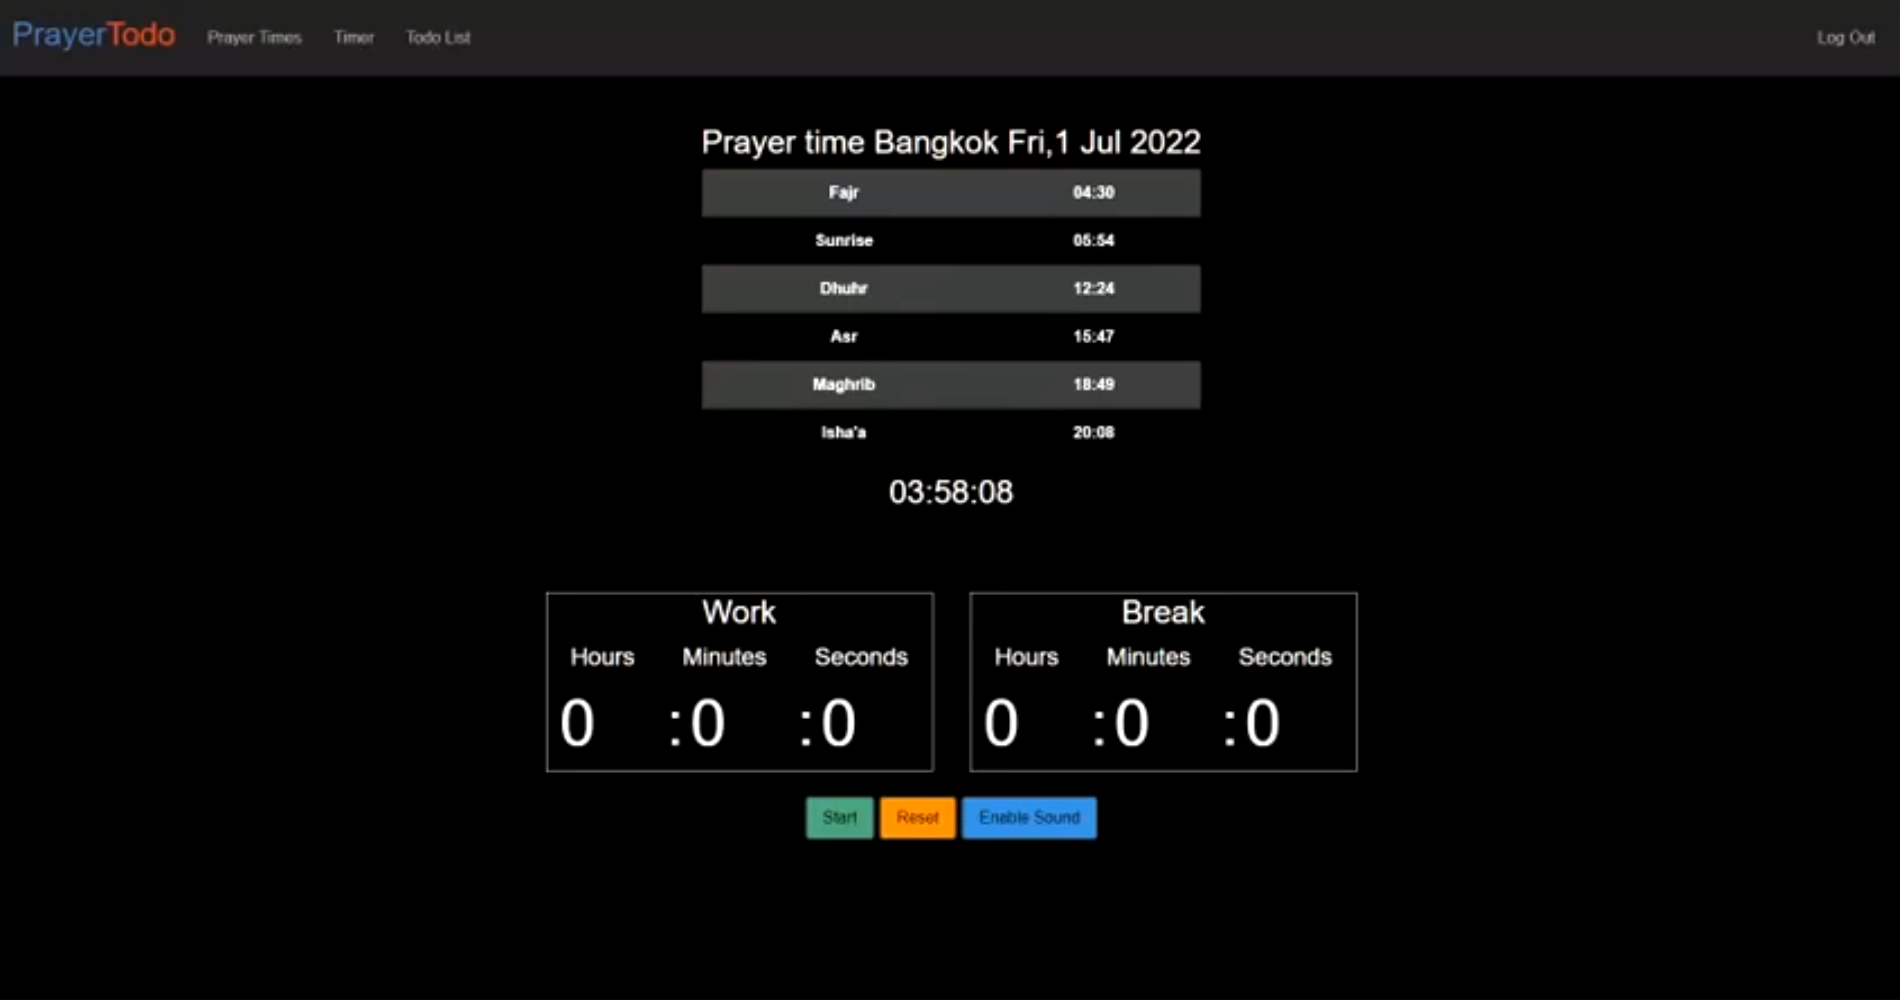 PrayerTodo Prayer Times Timer Todo List Log Out
Prayer time Bangkok Fri,1 Jul 2022
Fajr 04:30
Sunrise 05:54
Dhuhr 12:24
Asr 15:47
Maghrib 18:49
Isha'a 20:08
03:58:08
Work
Hours Minutes Seconds
0 :0 :0
Break
Hours Minutes Seconds
0 :0 :0
Start Reset Enable Sound